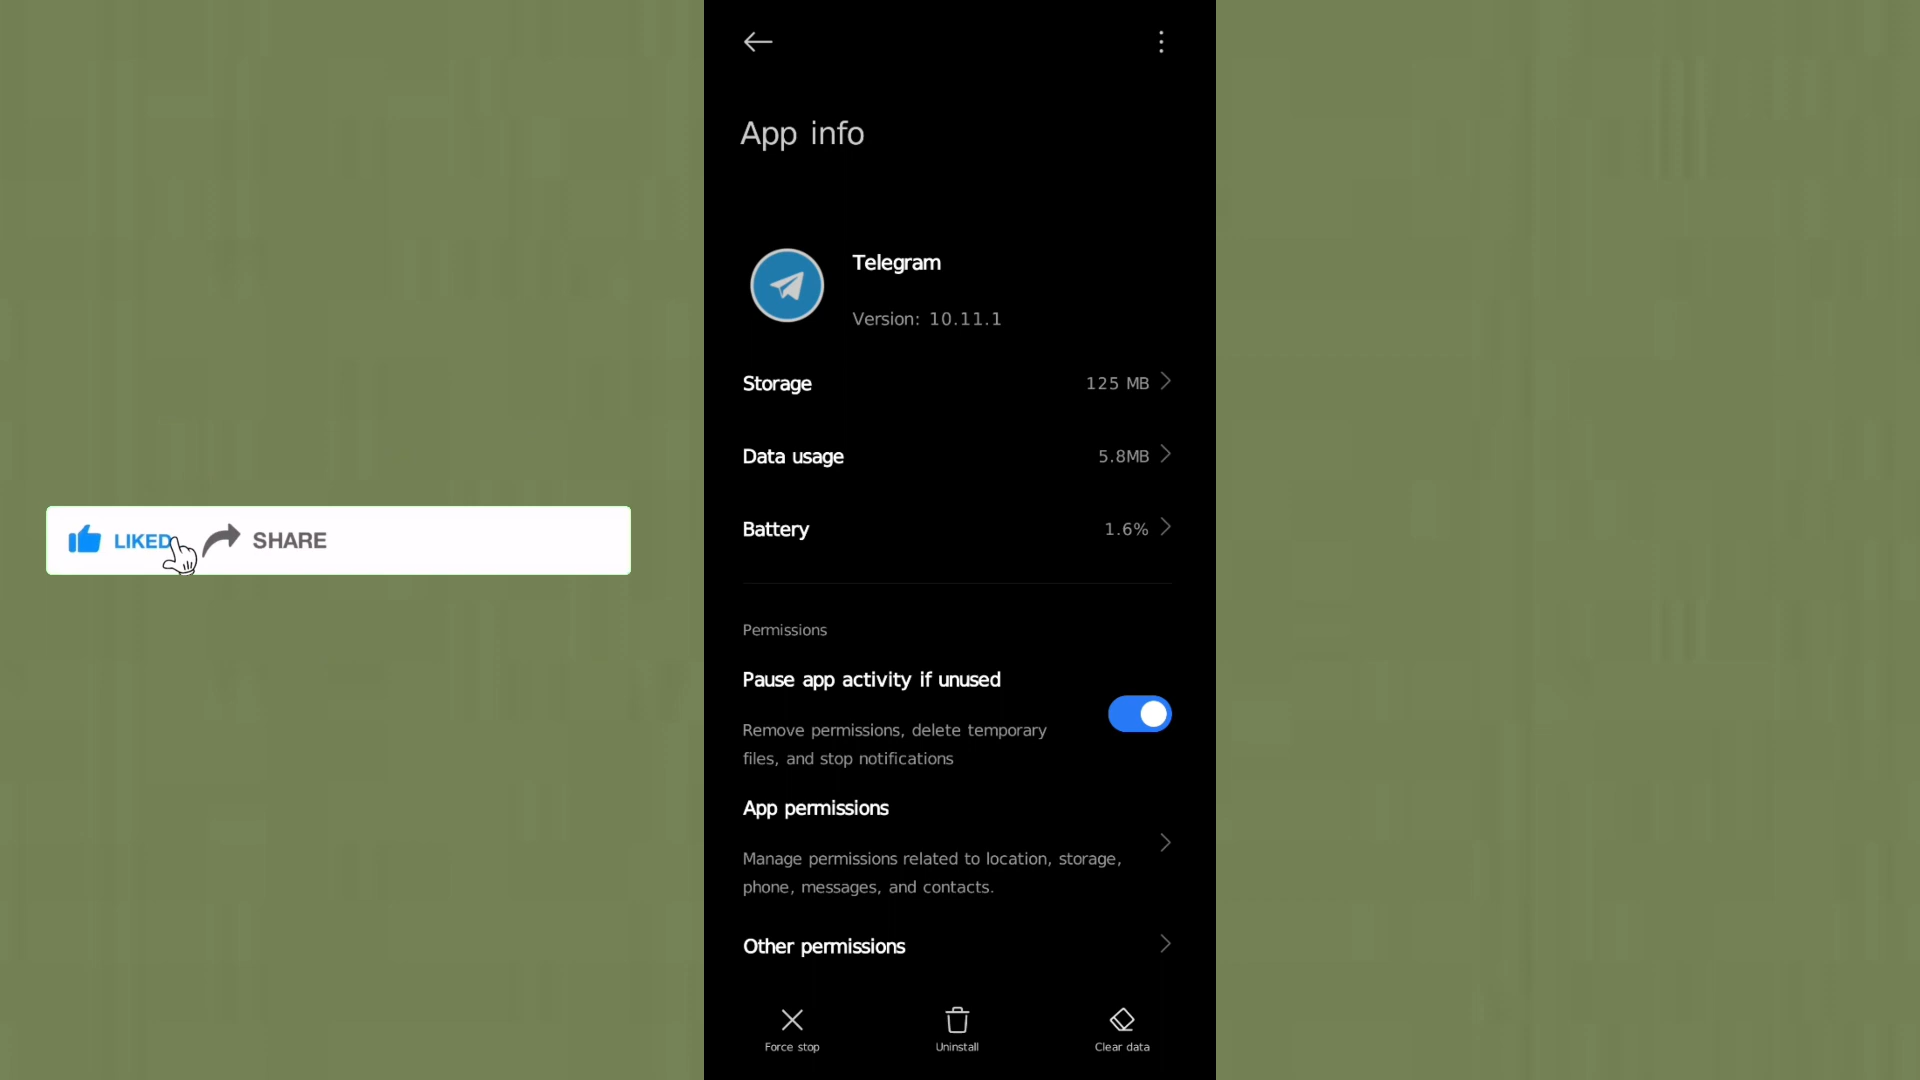 App info
Telegram
Version: 10.11.1
Storage 125 MB
Data usage 5.8MB
Battery 1.6%
LIKED SHARE
Permissions
Pause app activity if unused
Remove permissions, delete temporary
files, and stop notifications
App permissions
Manage permissions related to location, storage,
phone, messages, and contacts.
Other permissions
Force stop Uninstall Clear data